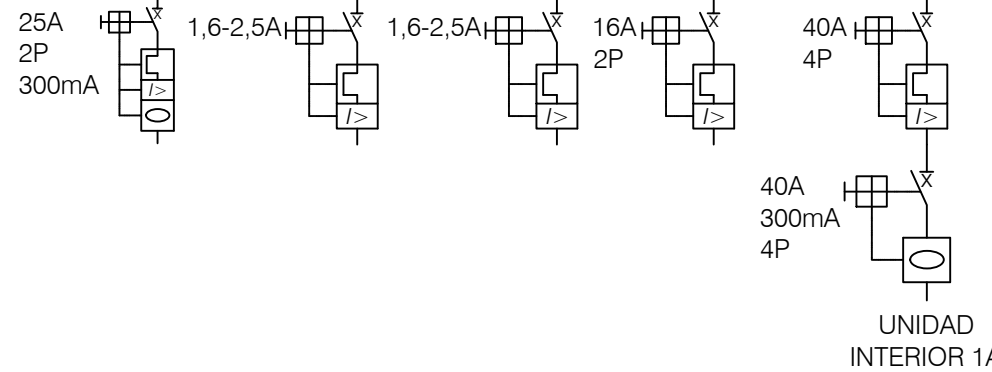 25A
2P
300mA
I>
1,6-2,5A
I>
1,6-2,5A
I>
16A
2P
I>
40A
4P
I>
40A
300mA
4P
UNIDAD
INTERIOR 1A